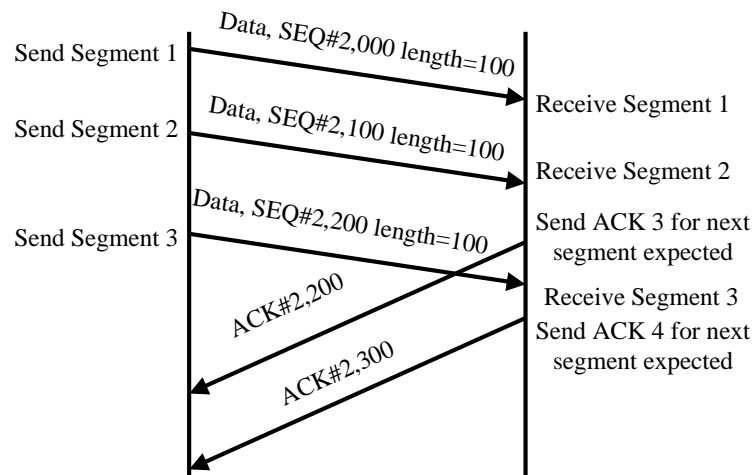 Send Segment 1
Data, SEQ#2,000 length=100
Receive Segment 1
Send Segment 2
Data, SEQ#2,100 length=100
Receive Segment 2
Send Segment 3
Data, SEQ#2,200 length=100
Send ACK 3 for next
segment expected
ACK#2,200
Receive Segment 3
Send ACK 4 for next
segment expected
ACK#2,300